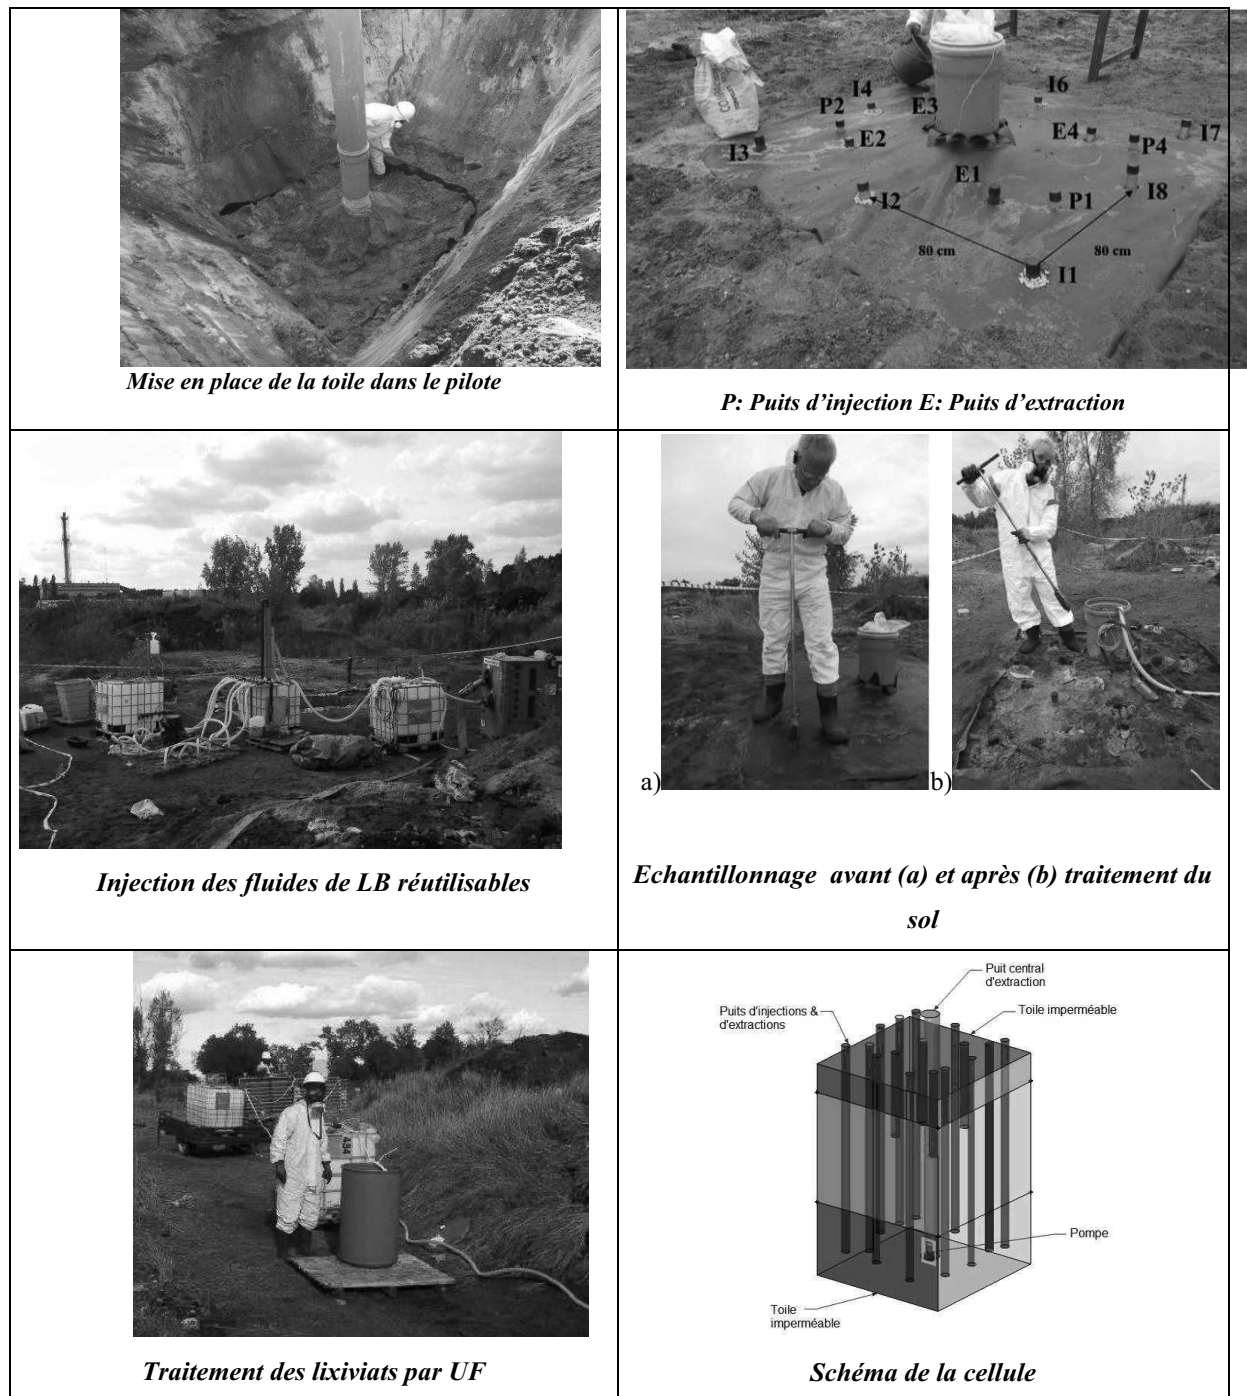 Mise en place de la toile dans le pilote
I4
P2
E3
I6
I3
E2
E4
I7
P4
E1
I2
P1
I8
80 cm
80 cm
I1
P: Puits d'injection E: Puits d'extraction
Injection des fluides de LB réutilisables
a)
b)
Echantillonnage avant (a) et après (b) traitement du
sol
434
Traitement des lixiviats par UF
Puit central
d'extraction
Puits d'injections &
d'extractions
Toile imperméable
Pompe
Toile
imperméable
Schéma de la cellule